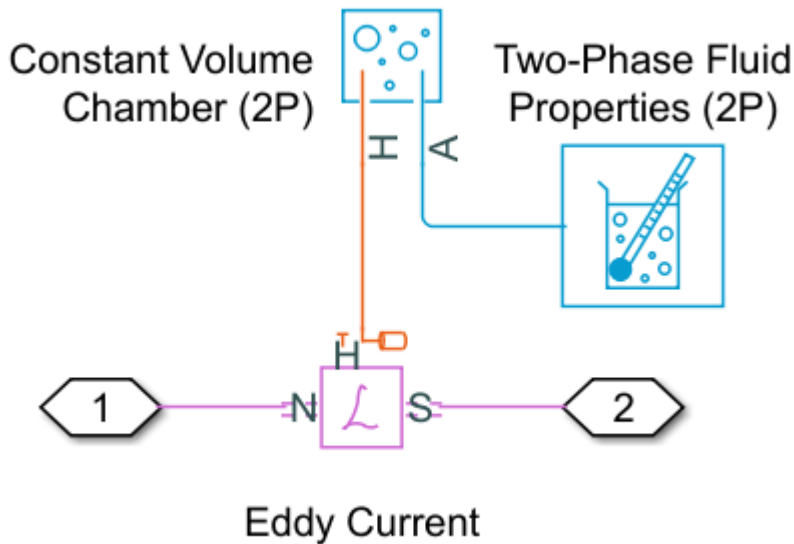 Constant Volume
Chamber (2P)
Two-Phase Fluid
Properties (2P)
H
A
T
H
1
N
L
S
2
Eddy Current